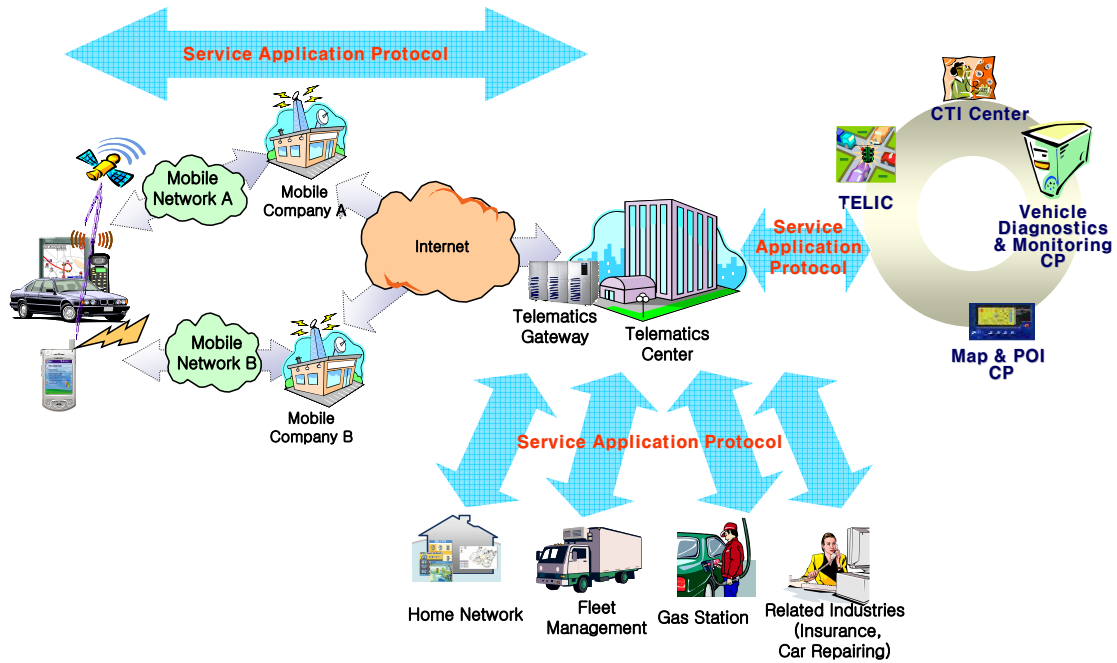 Service Application Protocol
CTI Center
Mobile
Network A
Mobile
Company A
TELIC
Vehicle
Diagnostics
& Monitoring
CP
Internet
Service
Application
Protocol
Telematics
Gateway
Telematics
Center
Mobile
Network B
Map & POI
CP
Mobile
Company B
Service Application Protocol
Home Network
Fleet
Management
Gas Station
Related Industries
(Insurance,
Car Repairing)